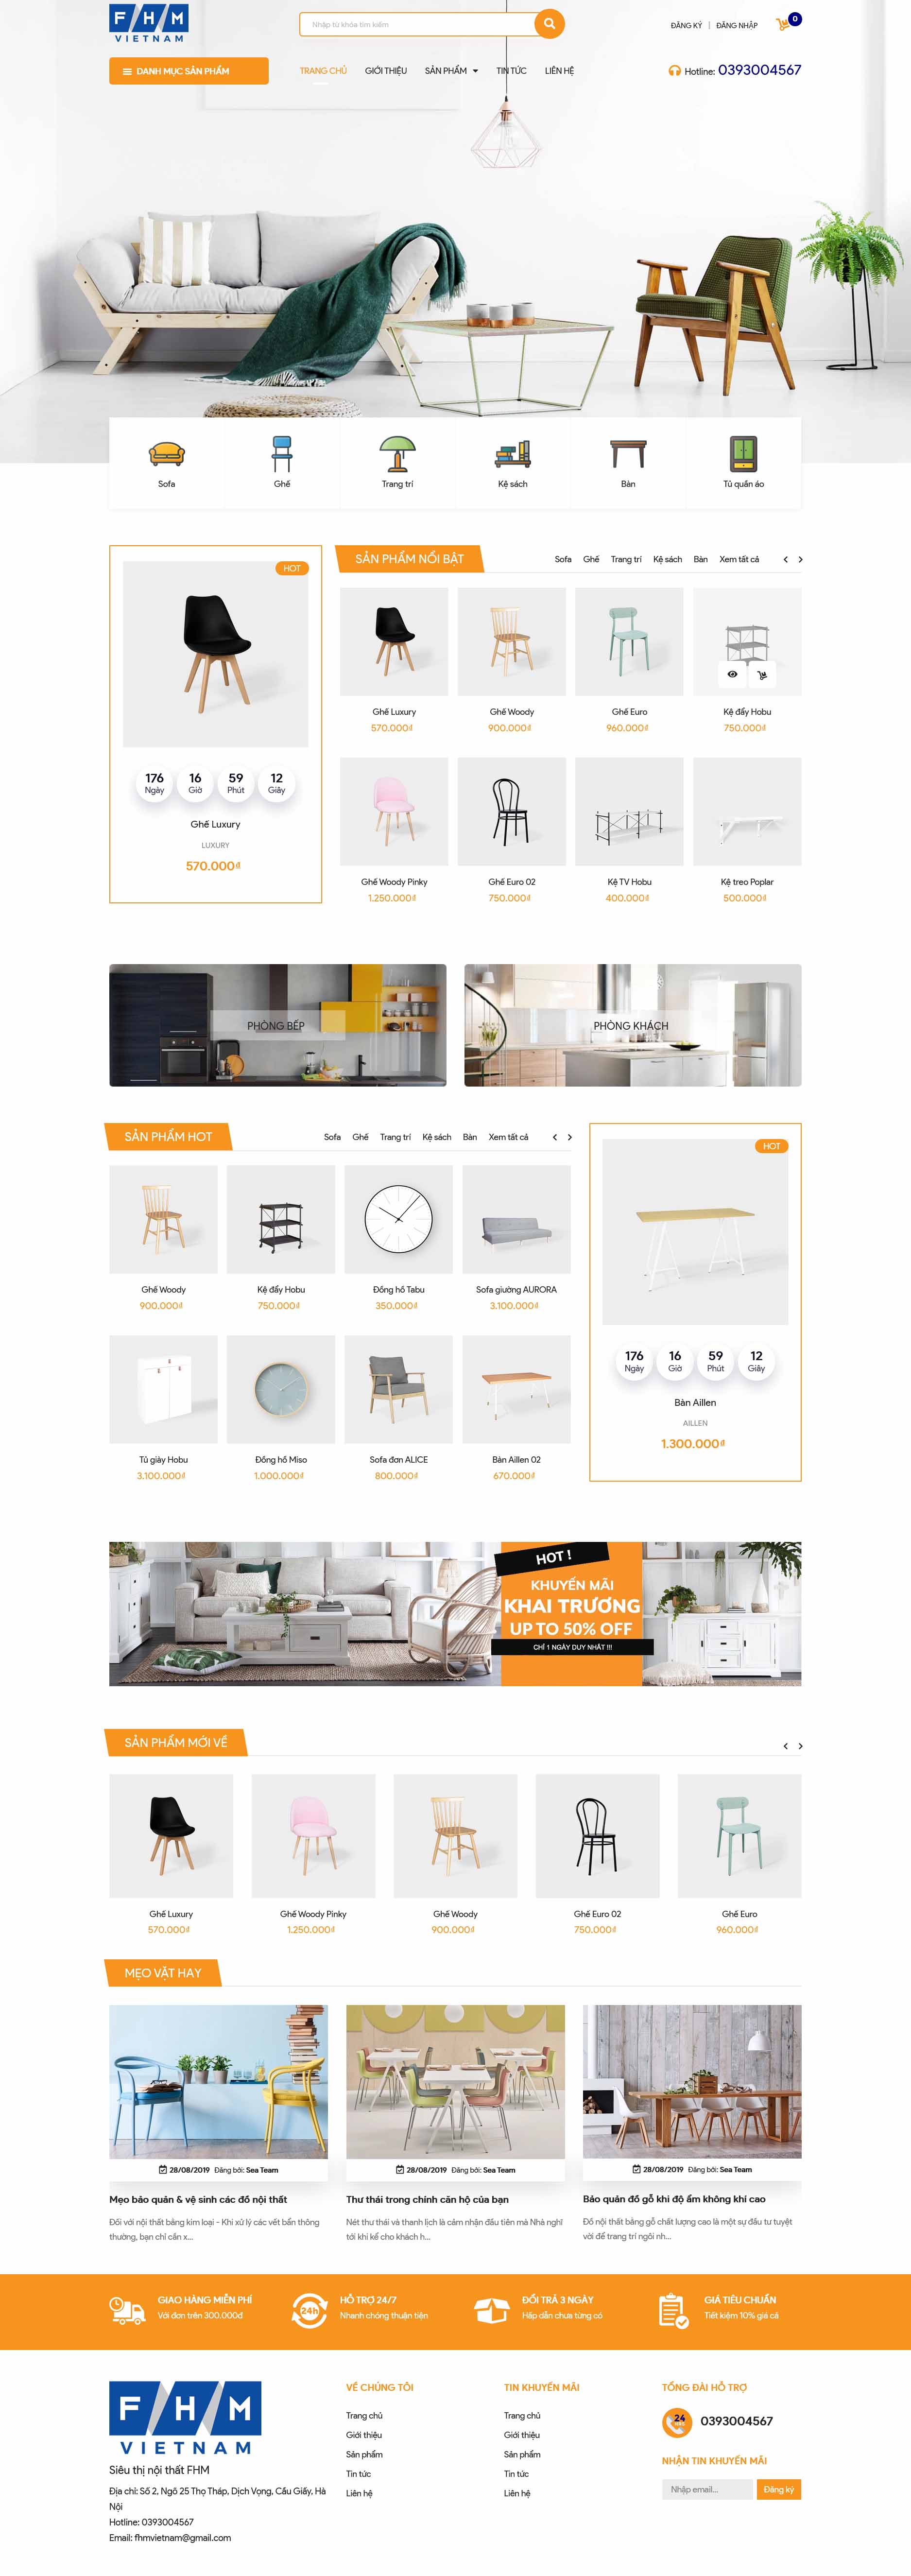 FHM
VIETNAM
Nhập từ khóa tìm kiếm
ĐĂNG KÝ | ĐĂNG NHẬP
0
DANH MỤC SẢN PHẨM
TRANG CHỦ GIỚI THIỆU SẢN PHẨM TIN TỨC LIÊN HỆ
Hotline: 0393004567
Sofa Ghế Trang trí Kệ sách Bàn Tủ quần áo
HOT
176 16 59 12
Ngày Giờ Phút Giây
Ghế Luxury
LUXURY
570.000₫
SẢN PHẨM NỔI BẬT
Sofa Ghế Trang trí Kệ sách Bàn Xem tất cả
Ghế Luxury Ghế Woody Ghế Euro Kệ đẩy Hobu
570.000₫ 900.000₫ 960.000₫ 750.000₫
Ghế Woody Pinky Ghế Euro 02 Kệ TV Hobu Kệ treo Poplar
1.250.000₫ 750.000₫ 400.000₫ 500.000₫
PHÒNG BẾP
PHÒNG KHÁCH
SẢN PHẨM HOT
Sofa Ghế Trang trí Kệ sách Bàn Xem tất cả
Ghế Woody Kệ đẩy Hobu Đồng hồ Tabu Sofa giường AURORA
900.000₫ 750.000₫ 350.000₫ 3.100.000₫
Tủ giày Hobu Đồng hồ Miso Sofa đơn ALICE Bàn Aillen 02
3.100.000₫ 1.000.000₫ 800.000₫ 670.000₫
HOT
176 16 59 12
Ngày Giờ Phút Giây
Bàn Aillen
AILLEN
1.300.000₫
HOT !
KHUYẾN MÃI
KHAI TRƯƠNG
UP TO 50% OFF
CHỈ 1 NGÀY DUY NHẤT !!!
SẢN PHẨM MỚI VỀ
Ghế Luxury Ghế Woody Pinky Ghế Woody Ghế Euro 02 Ghế Euro
570.000₫ 1.250.000₫ 900.000₫ 750.000₫ 960.000₫
MẸO VẶT HAY
28/08/2019 Đăng bởi: Sea Team
Mẹo bảo quản & vệ sinh các đồ nội thất
Đối với nội thất bằng kim loại - Khi xử lý các vết bẩn thông
thường, bạn chỉ cần x...
28/08/2019 Đăng bởi: Sea Team
Thư thái trong chính căn hộ của bạn
Nét thư thái và thanh lịch là cảm nhận đầu tiên mà Nhà nghỉ
tới khi kể cho khách h...
28/08/2019 Đăng bởi: Sea Team
Bảo quản đồ gỗ khi độ ẩm không khí cao
Đồ nội thất bằng gỗ chất lượng cao là một sự đầu tư tuyệt
vời để trang trí ngôi nh...
GIAO HÀNG MIỄN PHÍ
Với đơn trên 300.000đ
24h
HỖ TRỢ 24/7
Nhanh chóng thuận tiện
ĐỔI TRẢ 3 NGÀY
Hấp dẫn chưa từng có
GIÁ TIÊU CHUẨN
Tiết kiệm 10% giá cả
FHM
VIETNAM
Siêu thị nội thất FHM
Địa chỉ: Số 2, Ngõ 25 Thọ Tháp, Dịch Vọng, Cầu Giấy, Hà
Nội
Hotline: 0393004567
Email: fhmvietnam@gmail.com
VỀ CHÚNG TÔI
Trang chủ
Giới thiệu
Sản phẩm
Tin tức
Liên hệ
TIN KHUYẾN MÃI
Trang chủ
Giới thiệu
Sản phẩm
Tin tức
Liên hệ
TỔNG ĐÀI HỖ TRỢ
24
0393004567
NHẬN TIN KHUYẾN MÃI
Nhập email... Đăng ký